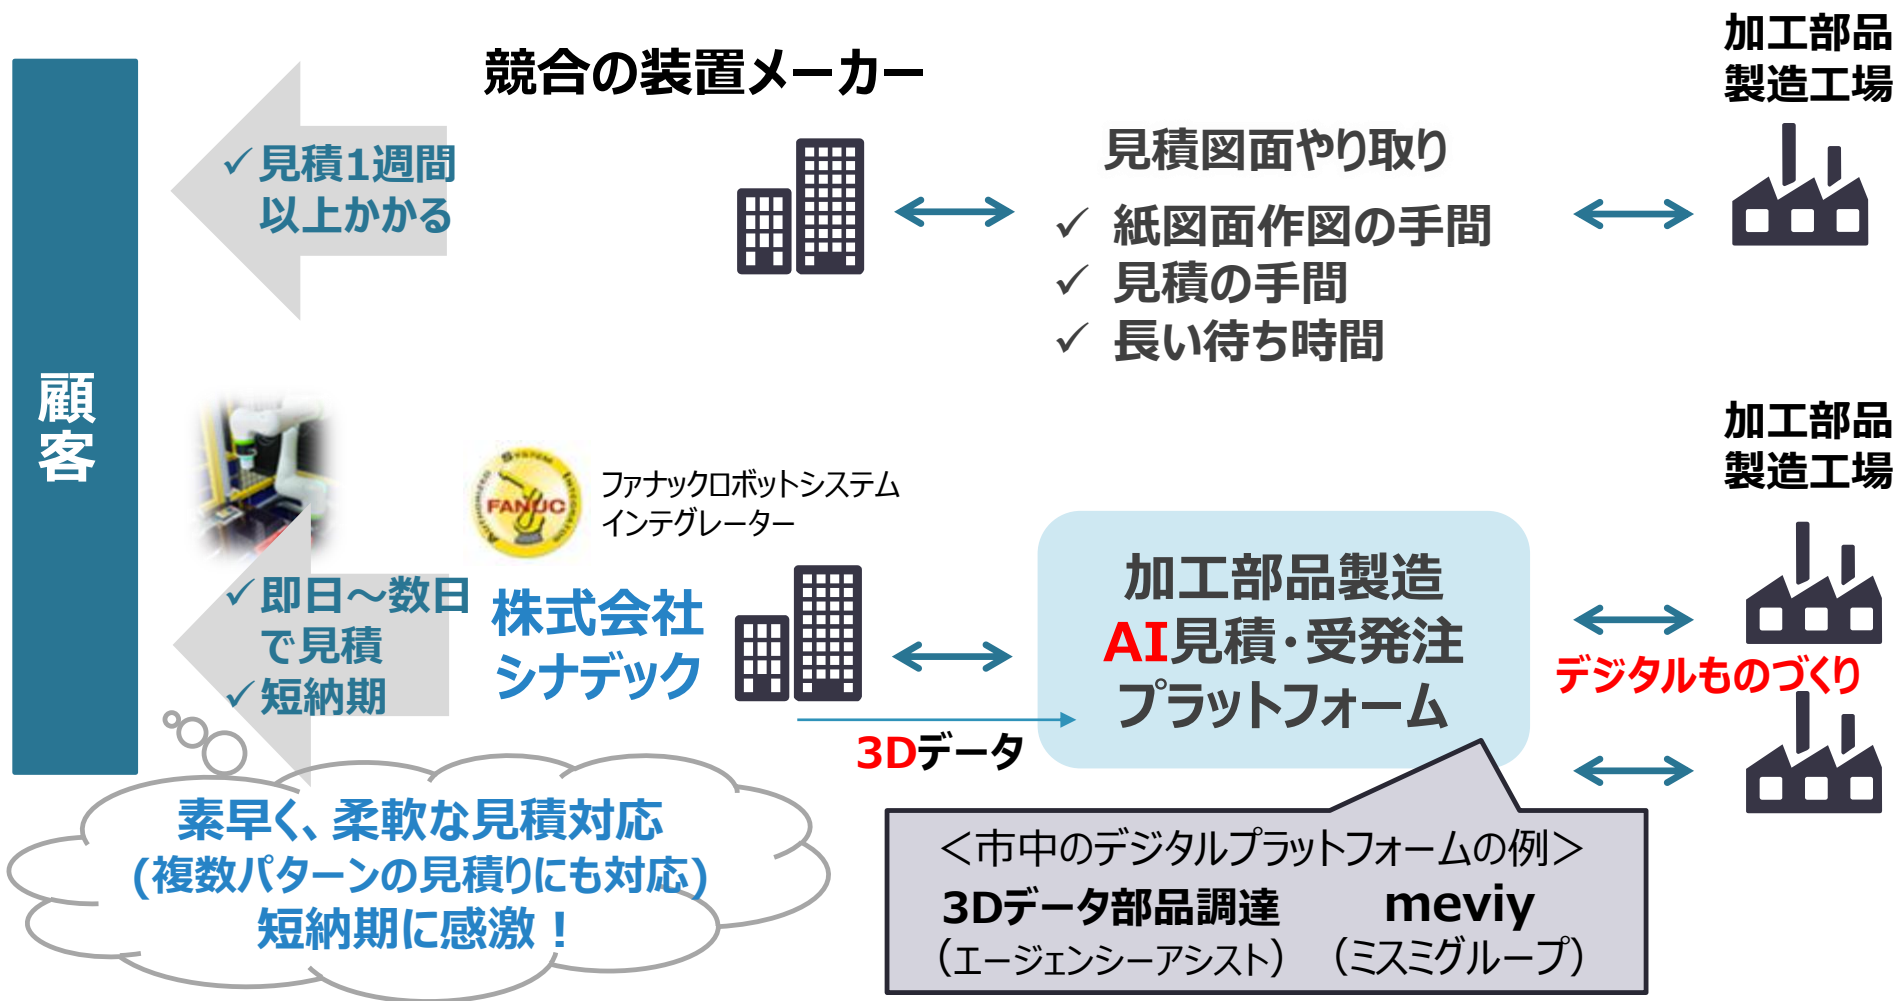 競合の装置メーカー
加工部品
製造工場
✓見積1週間
以上かかる
見積図面やり取り
✓ 紙図面作図の手間
✓ 見積の手間
✓ 長い待ち時間
顧客
加工部品
製造工場
AUTHORIZED SYSTEM INTEGRATOR
FANUC
ファナックロボットシステム
インテグレーター
✓即日～数日
で見積
✓短納期
株式会社
シナデック
加工部品製造
AI見積・受発注
プラットフォーム
デジタルものづくり
3Dデータ
素早く、柔軟な見積対応
(複数パターンの見積りにも対応)
短納期に感激！
＜市中のデジタルプラットフォームの例＞
3Dデータ部品調達 meviy
（エージェンシーアシスト） （ミスミグループ）